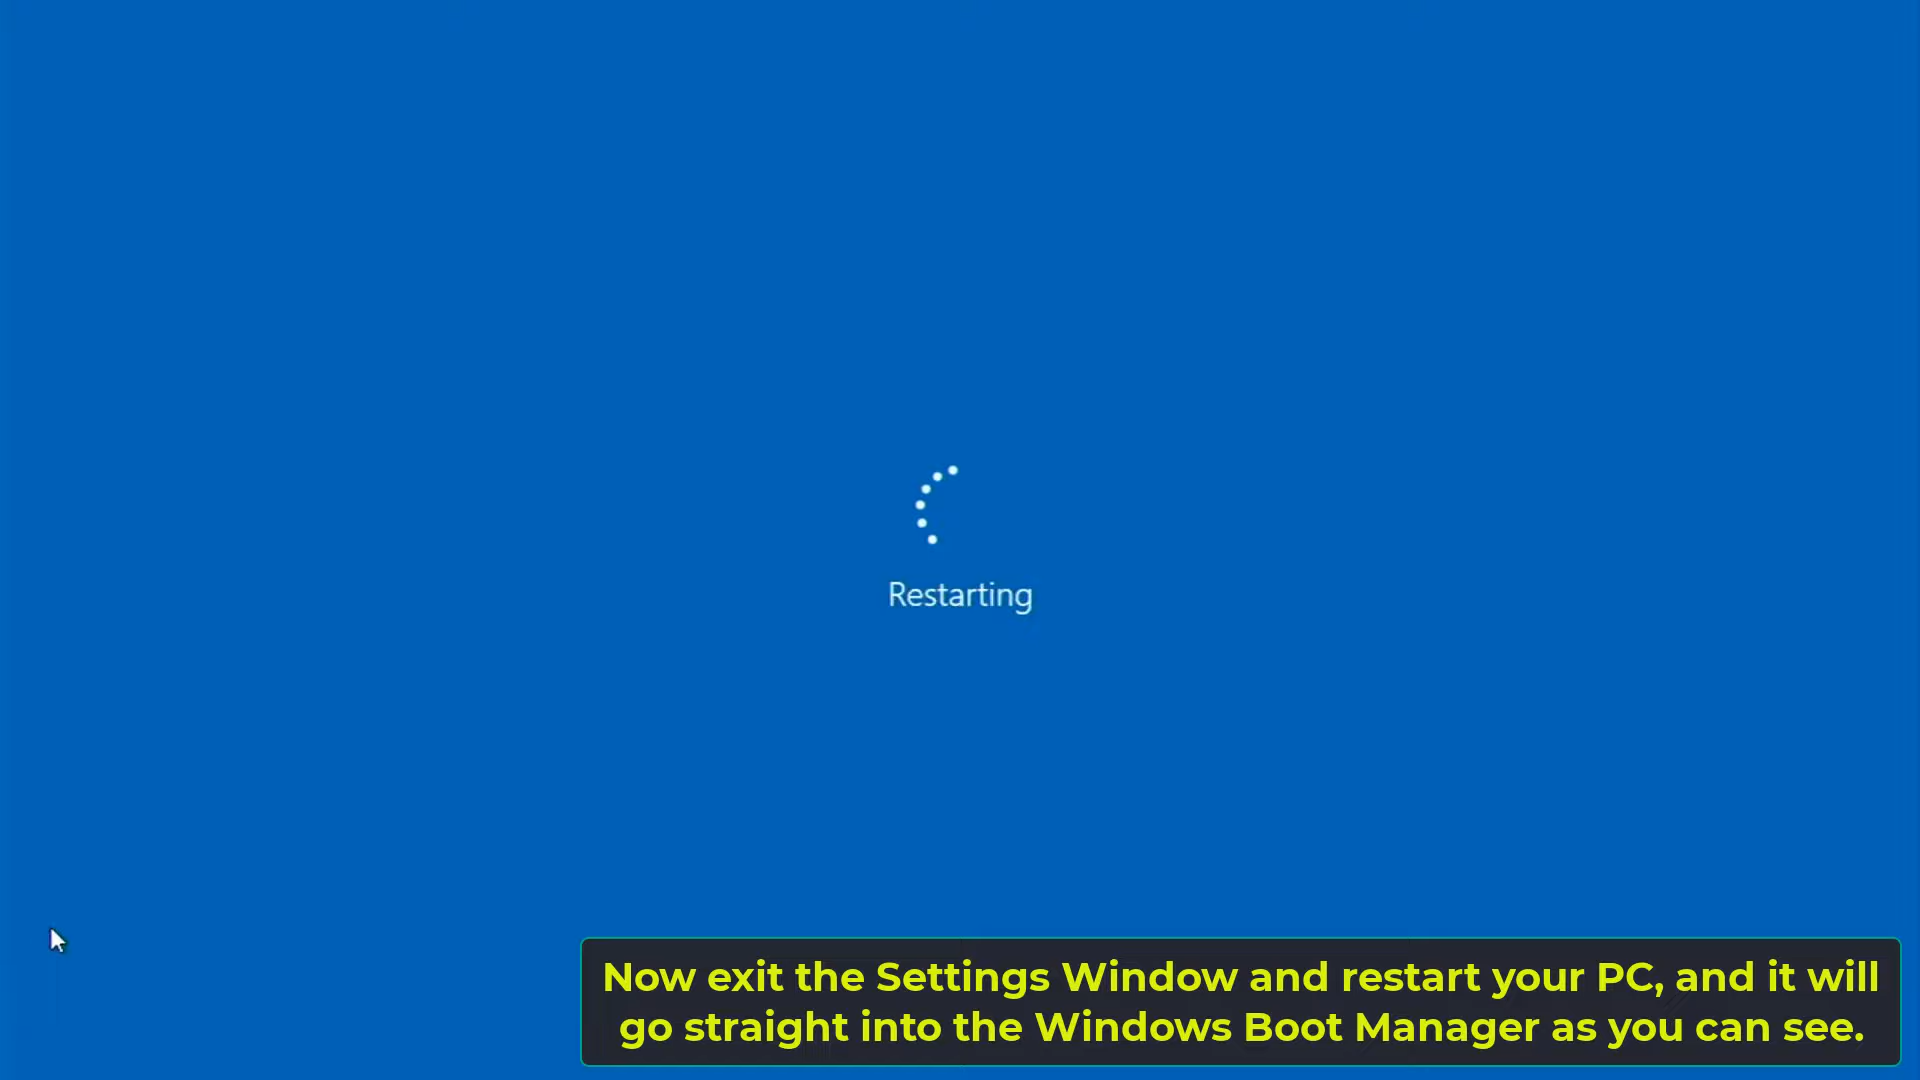 Restarting
Now exit the Settings Window and restart your PC, and it will
go straight into the Windows Boot Manager as you can see.